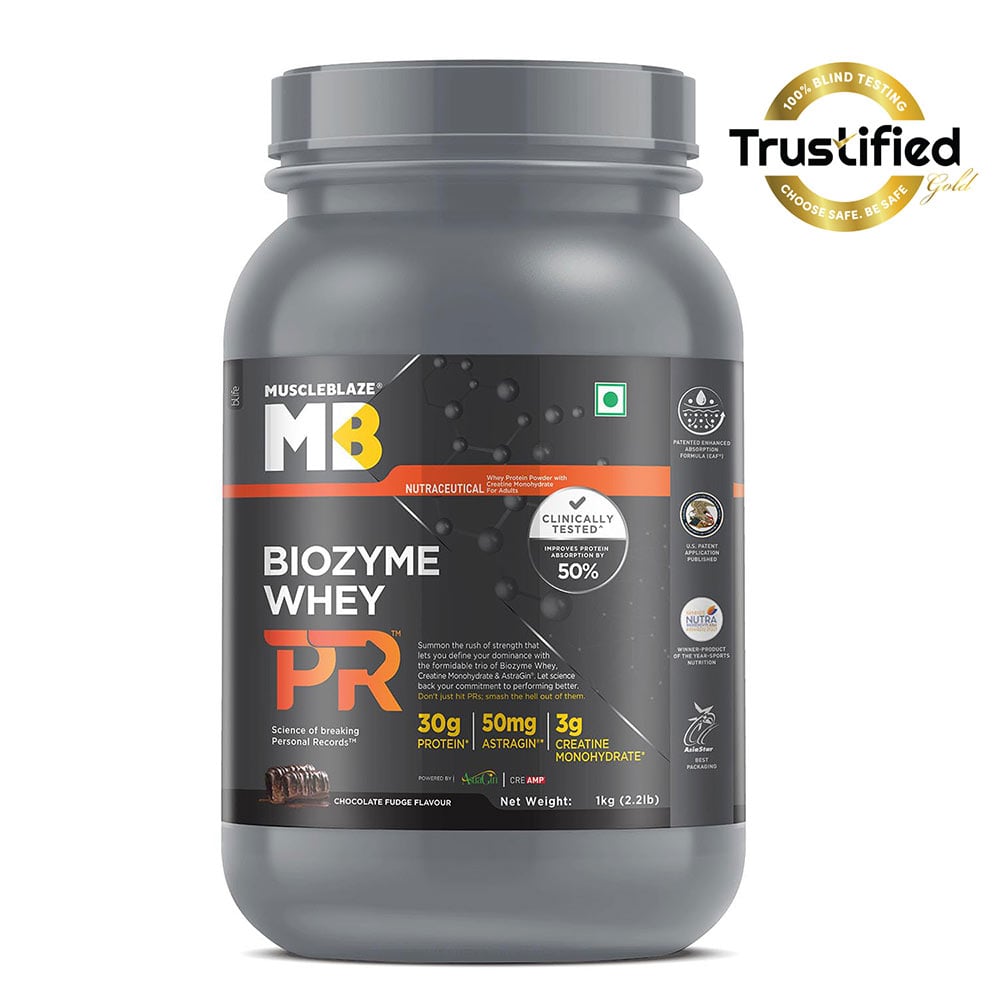 100% BLIND TESTING
Trustified
Gold
CHOOSE SAFE. BE SAFE
bLife
MUSCLEBLAZE®
MB
NUTRACEUTICAL
Whey Protein Powder with
Creatine Monohydrate
For Adults
CLINICALLY
TESTED^
IMPROVES PROTEIN
ABSORPTION BY
50%
BIOZYME
WHEY
PR™
Science of breaking
Personal Records™
Summon the rush of strength that
lets you define your dominance with
the formidable trio of Biozyme Whey,
Creatine Monohydrate & AstraGin®. Let science
back your commitment to performing better.
Don't just hit PRs; smash the hell out of them.
30g
PROTEIN*
50mg
ASTRAGIN®*
3g
CREATINE
MONOHYDRATE*
POWERED BY | AstraGin | CRE AMP
CHOCOLATE FUDGE FLAVOUR
Net Weight: 1kg (2.2lb)
PATENTED ENHANCED
ABSORPTION
FORMULA (EAF®)
U.S. PATENT
APPLICATION
PUBLISHED
NUTRA
WINNER-PRODUCT
OF THE YEAR-SPORTS
NUTRITION
AsiaStar
BEST
PACKAGING